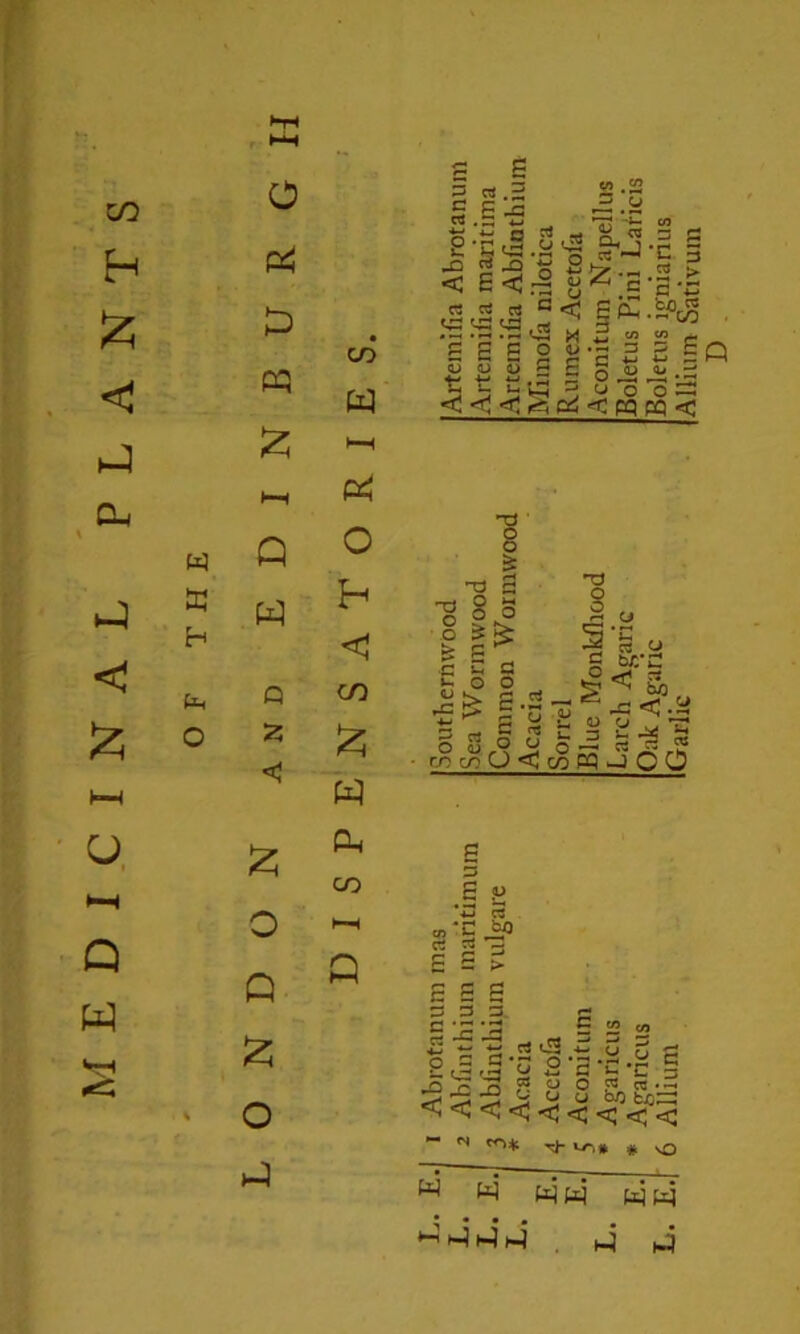 MEDICINAL PLANTS
OF THE
LONDON AND EDINBURGH
DISPENSATORIES.
L. E. 1 Abrotanum mas Southernwood Artemiſia Abrotanum
L. 2 Abſinthium maritimum Sea Wormwood Artemiſia maritima
L. E. 3 Abſinthium vulgare Common Wormwood Artemiſia Abſinthium
L. * Acacia Acacia Mimoſa nilotica
E. 4 Acetoſa Sorrel Rumex Acetoſa
E. 5 Aconitum Blue Monkſhood Aconitum Napellus
L. * Agaricus Larch Agaric Boletus Pini Laricis
E. * Agaricus Oak Agaric Boletus igniarius
L. E. 6 Allium Garlic Allium Sativum
D